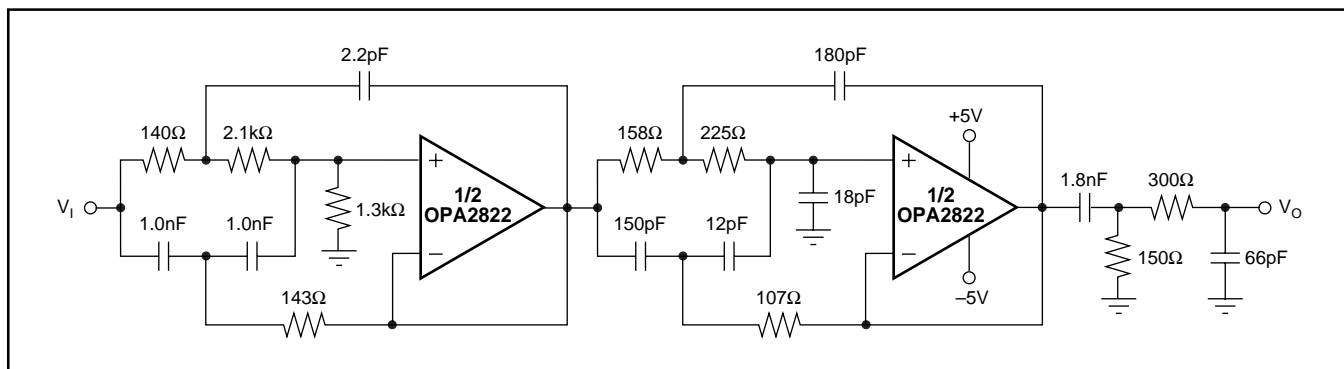 2.2pF
180pF
140Ω
2.1kΩ
158Ω
225Ω
+5V
+
+
V_I
1/2
OPA2822
1.3kΩ
1.0nF
1.0nF
18pF
150pF
12pF
1/2
OPA2822
1.8nF
300Ω
V_O
150Ω
66pF
–
–
–5V
143Ω
107Ω